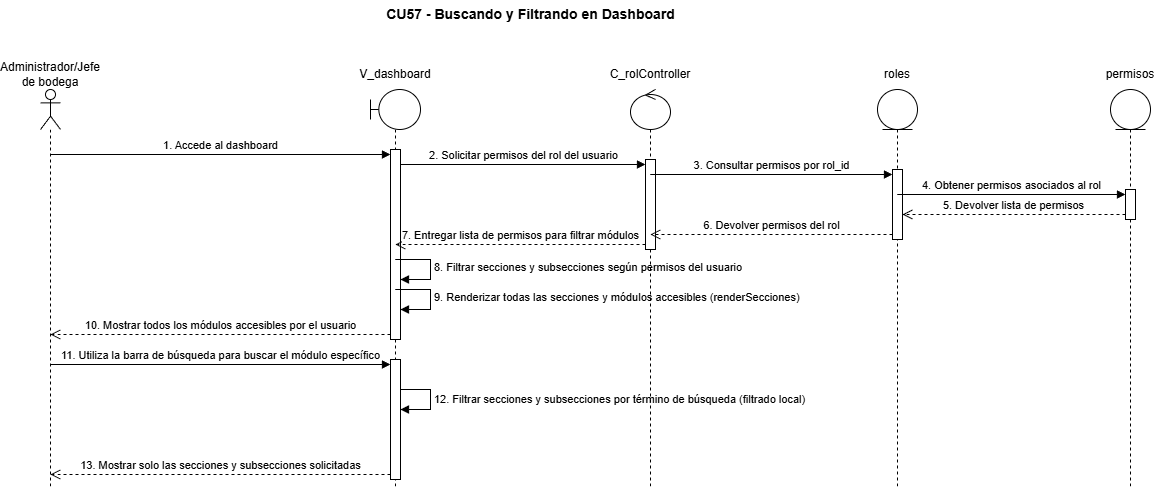 CU57 - Buscando y Filtrando en Dashboard
Administrador/Jefe
de bodega
V_dashboard
C_rolController
roles
permisos
1. Accede al dashboard
2. Solicitar permisos del rol del usuario
3. Consultar permisos por rol_id
4. Obtener permisos asociados al rol
5. Devolver lista de permisos
6. Devolver permisos del rol
7. Entregar lista de permisos para filtrar módulos
8. Filtrar secciones y subsecciones según permisos del usuario
9. Renderizar todas las secciones y módulos accesibles (renderSecciones)
10. Mostrar todos los módulos accesibles por el usuario
11. Utiliza la barra de búsqueda para buscar el módulo específico
12. Filtrar secciones y subsecciones por término de búsqueda (filtrado local)
13. Mostrar solo las secciones y subsecciones solicitadas